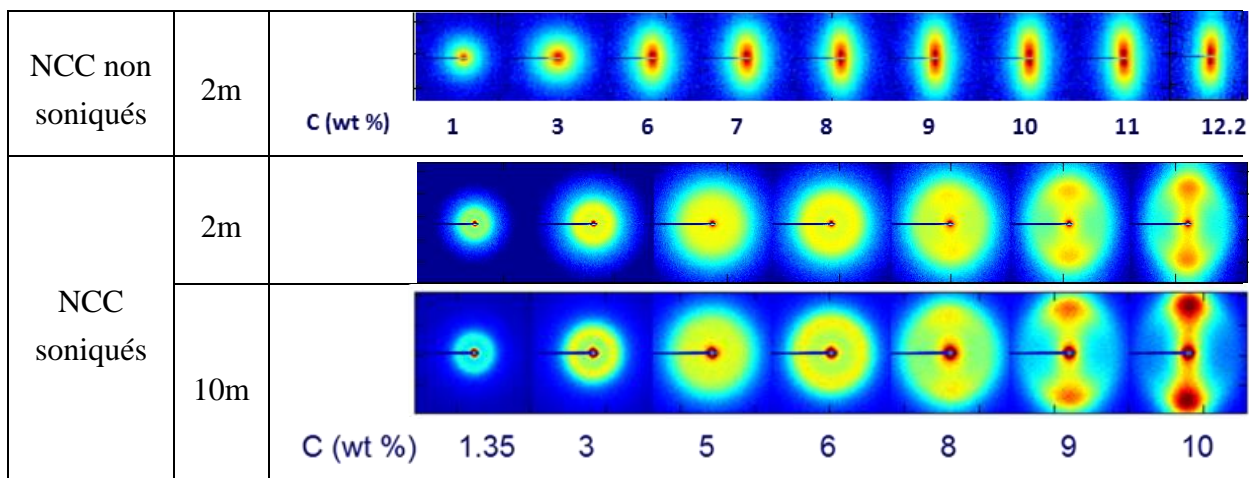 NCC non
soniqués
2m
C (wt %) 1 3 6 7 8 9 10 11 12.2
NCC
soniqués
2m
10m
C (wt %) 1.35 3 5 6 8 9 10